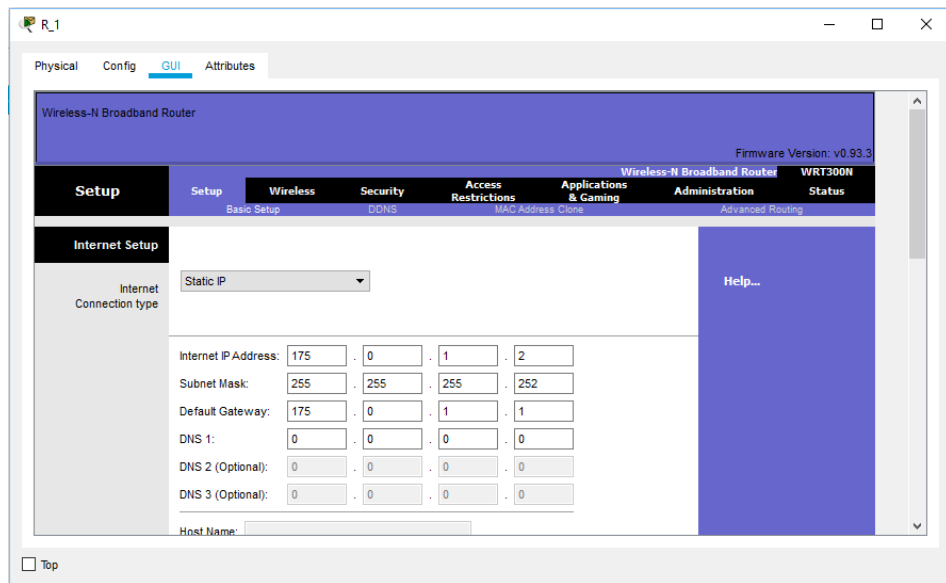 R_1
Physical Config GUI Attributes
Wireless-N Broadband Router
Firmware Version: v0.93.3
Wireless-N Broadband Router WRT300N
Setup
Setup Wireless Security Access Restrictions Applications & Gaming Administration Status
Basic Setup DDNS MAC Address Clone Advanced Routing
Internet Setup
Internet
Connection type
Static IP
Help...
Internet IP Address: 175 . 0 . 1 . 2
Subnet Mask: 255 . 255 . 255 . 252
Default Gateway: 175 . 0 . 1 . 1
DNS 1: 0 . 0 . 0 . 0
DNS 2 (Optional): 0 . 0 . 0 . 0
DNS 3 (Optional): 0 . 0 . 0 . 0
Host Name:
Top